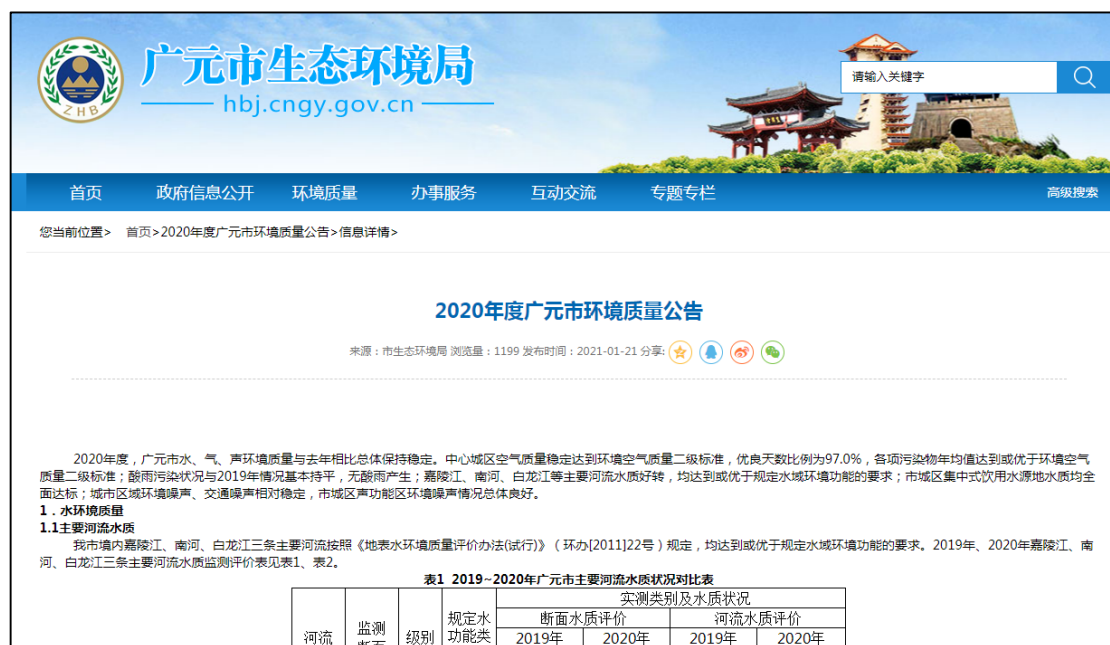 广元市生态环境局
hbj.cngy.gov.cn
ZHB
请输入关键字
首页 政府信息公开 环境质量 办事服务 互动交流 专题专栏 高级搜索
您当前位置> 首页>2020年度广元市环境质量公告>信息详情>
2020年度广元市环境质量公告
来源：市生态环境局 浏览量：1199 发布时间：2021-01-21 分享:
2020年度，广元市水、气、声环境质量与去年相比总体保持稳定。中心城区空气质量稳定达到环境空气质量二级标准，优良天数比例为97.0%，各项污染物年均值达到或优于环境空气
质量二级标准；酸雨污染状况与2019年情况基本持平，无酸雨产生；嘉陵江、南河、白龙江等主要河流水质好转，均达到或优于规定水域环境功能的要求；市城区集中式饮用水源地水质均全
面达标；城市区域环境噪声、交通噪声相对稳定，市城区声功能区环境噪声情况总体良好。
1．水环境质量
1.1主要河流水质
我市境内嘉陵江、南河、白龙江三条主要河流按照《地表水环境质量评价办法(试行)》（环办[2011]22号）规定，均达到或优于规定水域环境功能的要求。2019年、2020年嘉陵江、南
河、白龙江三条主要河流水质监测评价表见表1、表2。
表1 2019~2020年广元市主要河流水质状况对比表
实测类别及水质状况
规定水 断面水质评价 河流水质评价
河流 监测 级别 功能类 2019年 2020年 2019年 2020年